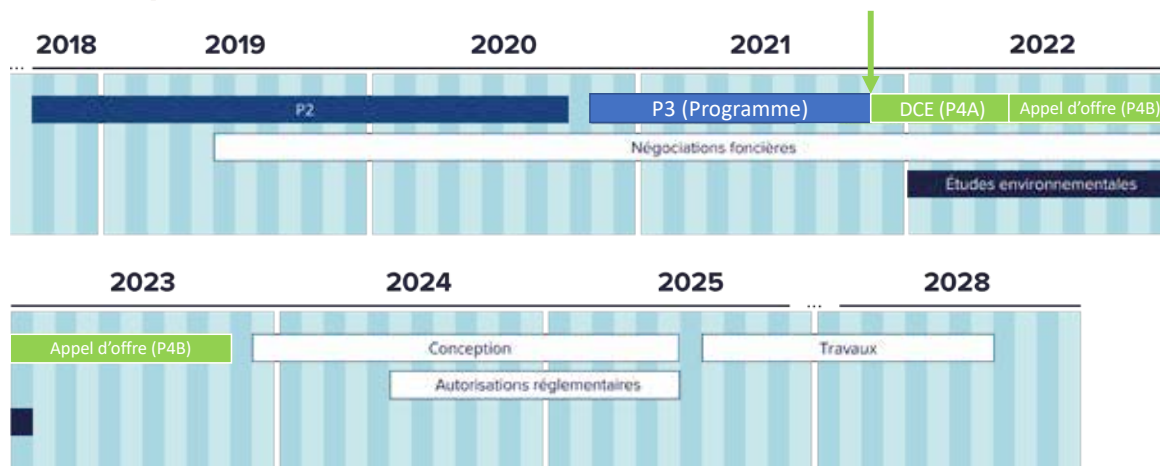 2018 2019 2020 2021 2022
...
P2 P3 (Programme) DCE (P4A) Appel d'offre (P4B)
Négociations foncières
Études environnementales
2023 2024 2025 2028
...
Appel d'offre (P4B) Conception Travaux
Autorisations réglementaires